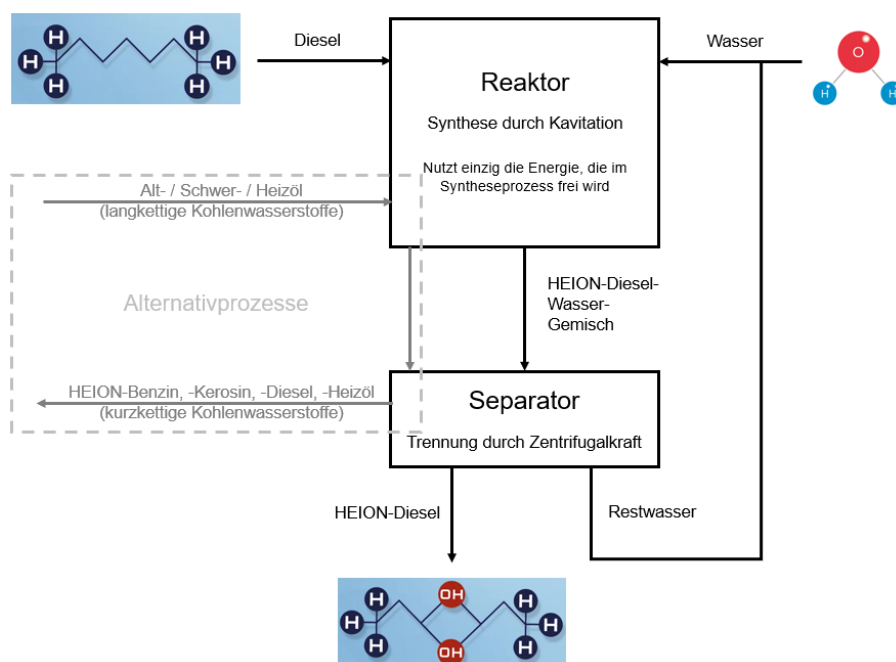 H
H
H
H
H
H
Diesel
Wasser
O
H
H
Reaktor
Synthese durch Kavitation
Nutzt einzig die Energie, die im
Syntheseprozess frei wird
Alt- / Schwer- / Heizöl
(langkettige Kohlenwasserstoffe)
Alternativprozesse
HEION-Diesel-
Wasser-
Gemisch
HEION-Benzin, -Kerosin, -Diesel, -Heizöl
(kurzkettige Kohlenwasserstoffe)
Separator
Trennung durch Zentrifugalkraft
HEION-Diesel
Restwasser
H
OH
H
H
H
OH
H
H